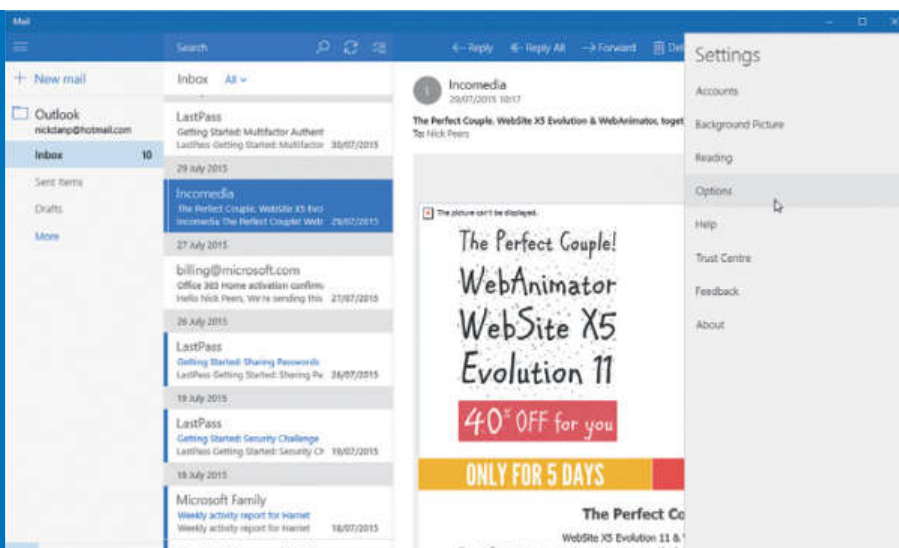 Mail
Search
Reply
Reply All
Forward
Del
+ New mail
Outlook
nickdanp@hotmail.com
Inbox 10
Sent Items
Drafts
More
Inbox All
LastPass
Getting Started: Multifactor Authent
LastPass Getting Started: Multifactor 30/07/2015
29 July 2015
Incomedia
The Perfect Couple, WebSite X5 Evo
Incomedia The Perfect Couple! Web 29/07/2015
27 July 2015
billing@microsoft.com
Office 365 Home activation confirm
Hello Nick Peers, We're sending this 27/07/2015
26 July 2015
LastPass
Getting Started: Sharing Passwords
LastPass Getting Started: Sharing Pa 26/07/2015
19 July 2015
LastPass
Getting Started: Security Challenge
LastPass Getting Started: Security Ch 19/07/2015
18 July 2015
Microsoft Family
Weekly activity report for Harriet
Weekly activity report for Harriet 18/07/2015
I
Incomedia
29/07/2015 10:17
The Perfect Couple, WebSite X5 Evolution & WebAnimator, toget
To: Nick Peers
The picture can't be displayed.
The Perfect Couple!
WebAnimator
WebSite X5
Evolution 11
40% OFF for you
ONLY FOR 5 DAYS
The Perfect Co
WebSite X5 Evolution 11 &
Settings
Accounts
Background Picture
Reading
Options
Help
Trust Centre
Feedback
About